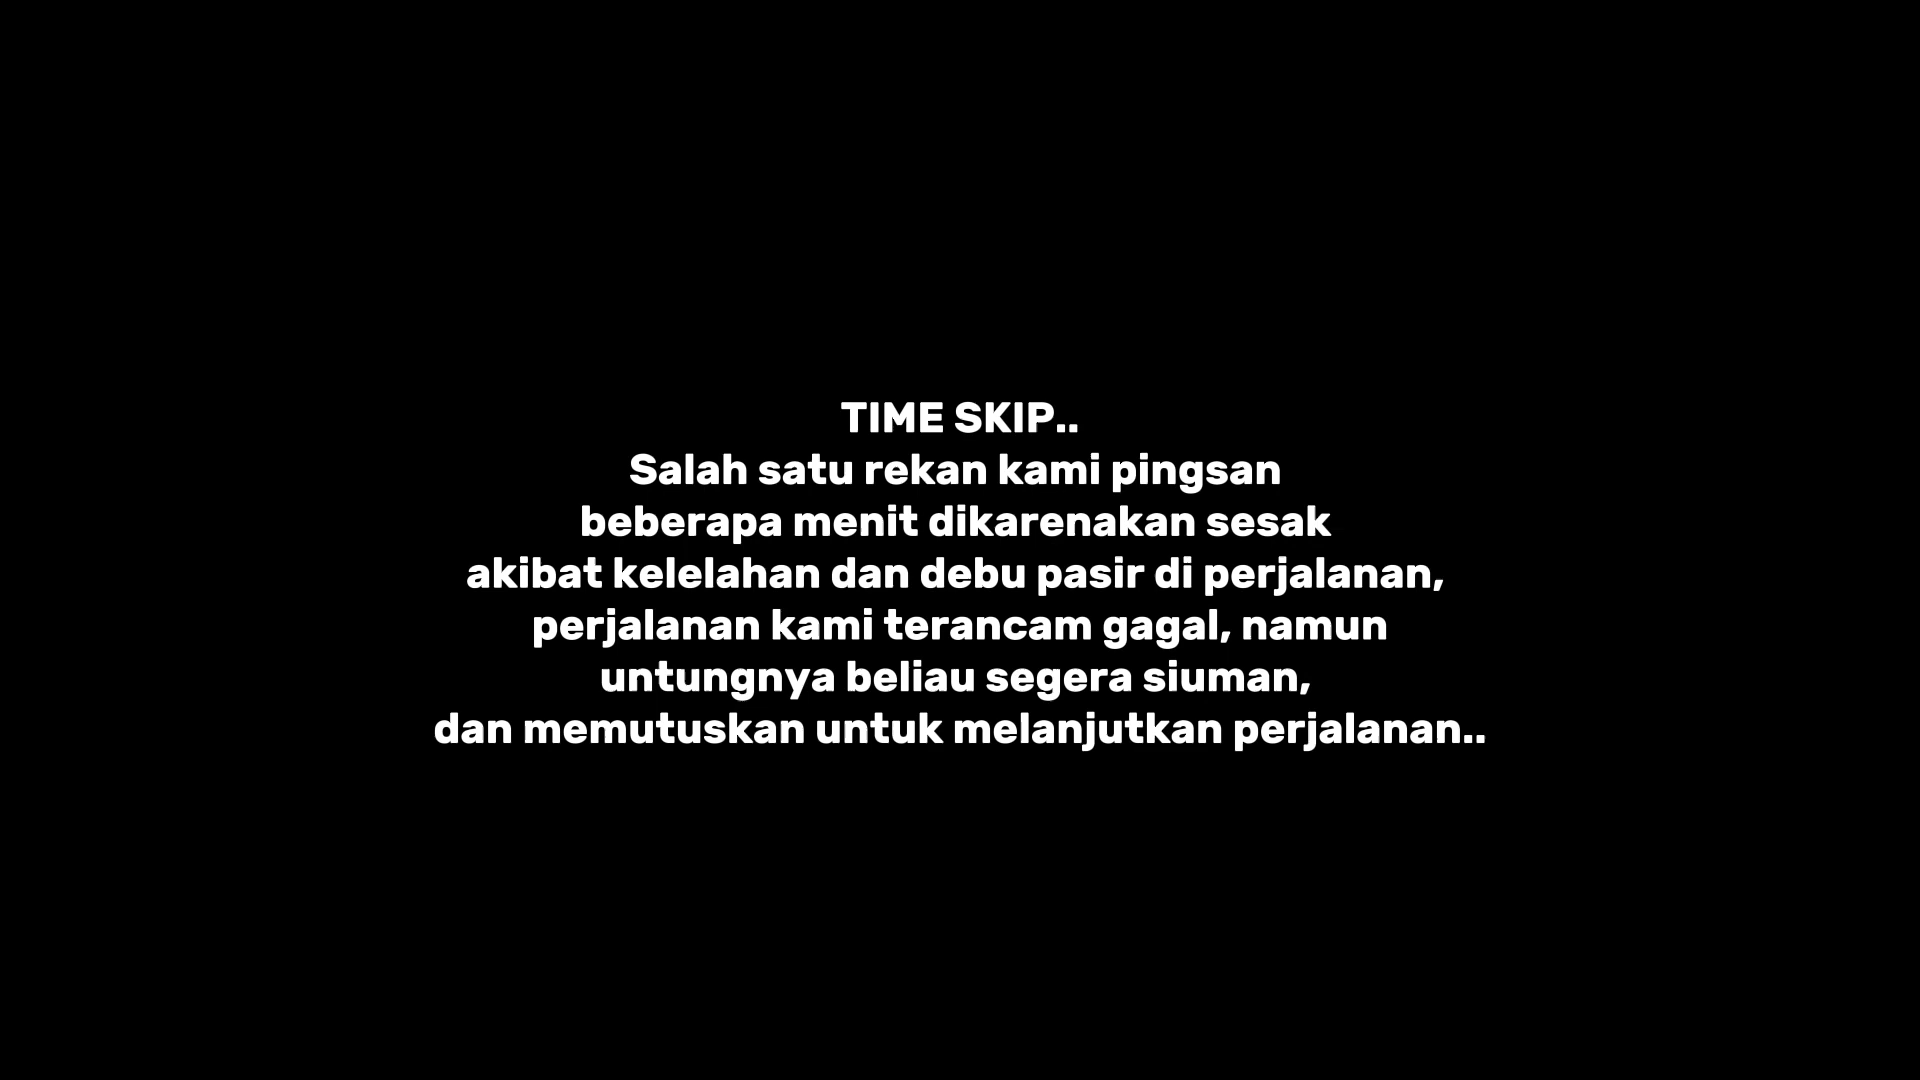 TIME SKIP..
Salah satu rekan kami pingsan
beberapa menit dikarenakan sesak
akibat kelelahan dan debu pasir di perjalanan,
perjalanan kami terancam gagal, namun
untungnya beliau segera siuman,
dan memutuskan untuk melanjutkan perjalanan..